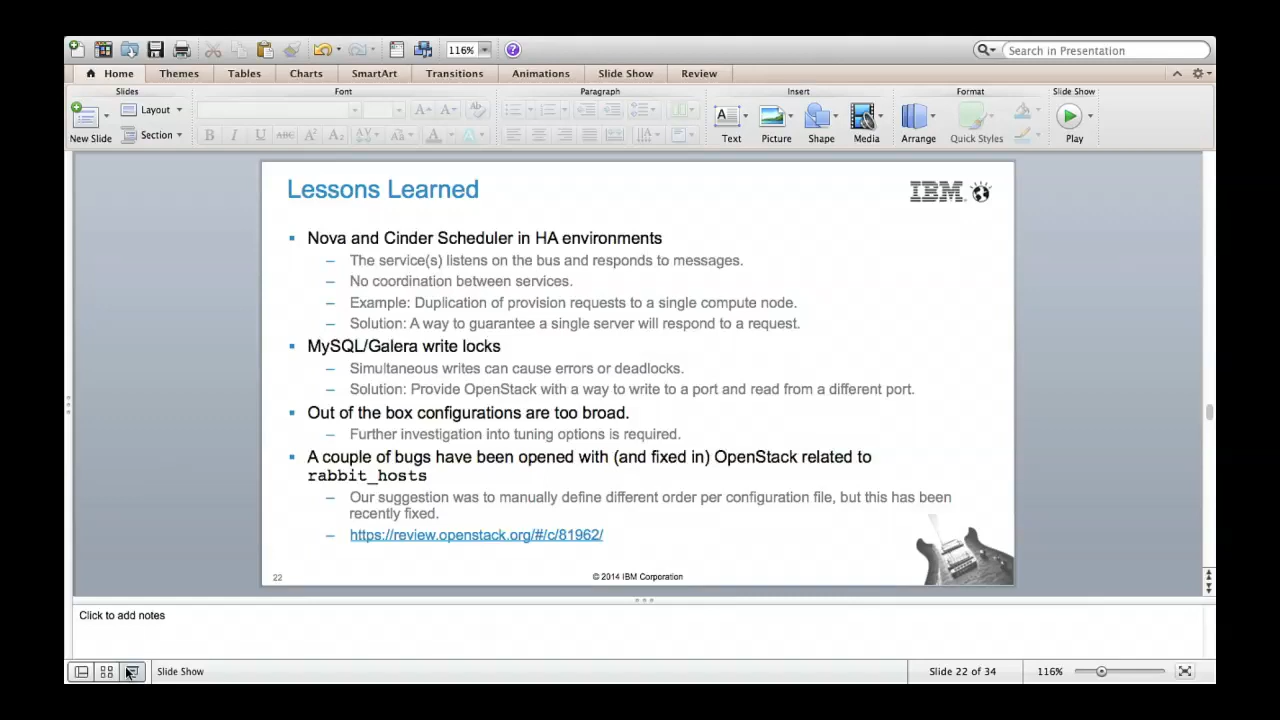 116%
Search in Presentation
Home Themes Tables Charts SmartArt Transitions Animations Slide Show Review
Slides Font Paragraph Insert Format Slide Show
Layout
New Slide Section
B I U ABC A² A₂ AV Aa A A
Text Picture Shape Media Arrange Quick Styles Play
Lessons Learned
IBM
Nova and Cinder Scheduler in HA environments
– The service(s) listens on the bus and responds to messages.
– No coordination between services.
– Example: Duplication of provision requests to a single compute node.
– Solution: A way to guarantee a single server will respond to a request.
MySQL/Galera write locks
– Simultaneous writes can cause errors or deadlocks.
– Solution: Provide OpenStack with a way to write to a port and read from a different port.
Out of the box configurations are too broad.
– Further investigation into tuning options is required.
A couple of bugs have been opened with (and fixed in) OpenStack related to
rabbit_hosts
– Our suggestion was to manually define different order per configuration file, but this has been
recently fixed.
– https://review.openstack.org/#/c/81962/
22
© 2014 IBM Corporation
Click to add notes
Slide Show
Slide 22 of 34
116%